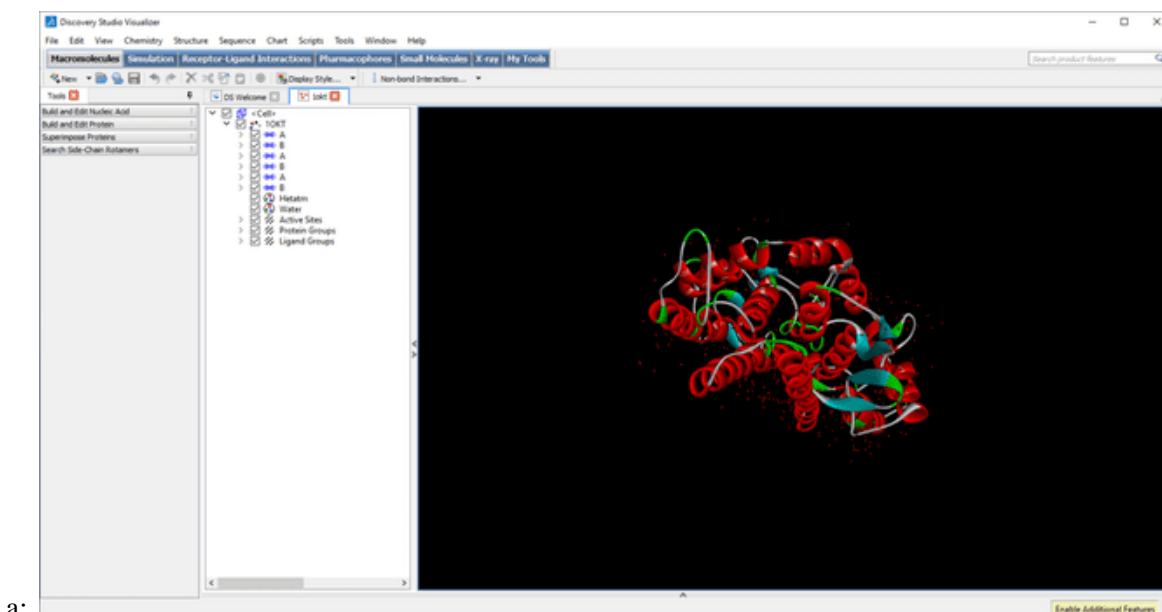 Discovery Studio Visualizer
File Edit View Chemistry Structure Sequence Chart Scripts Tools Window Help
Macromolecules Simulation Receptor-Ligand Interactions Pharmacophores Small Molecules X-ray My Tools
Search product features
New Display Style... Non-bond Interactions...
Tools
DS Welcome 1okt
Build and Edit Nucleic Acid
Build and Edit Protein
Superimpose Proteins
Search Side-Chain Rotamers
<Cell>
1OKT
A
B
A
B
A
B
Hetatm
Water
Active Sites
Protein Groups
Ligand Groups
Enable Additional Features
a: